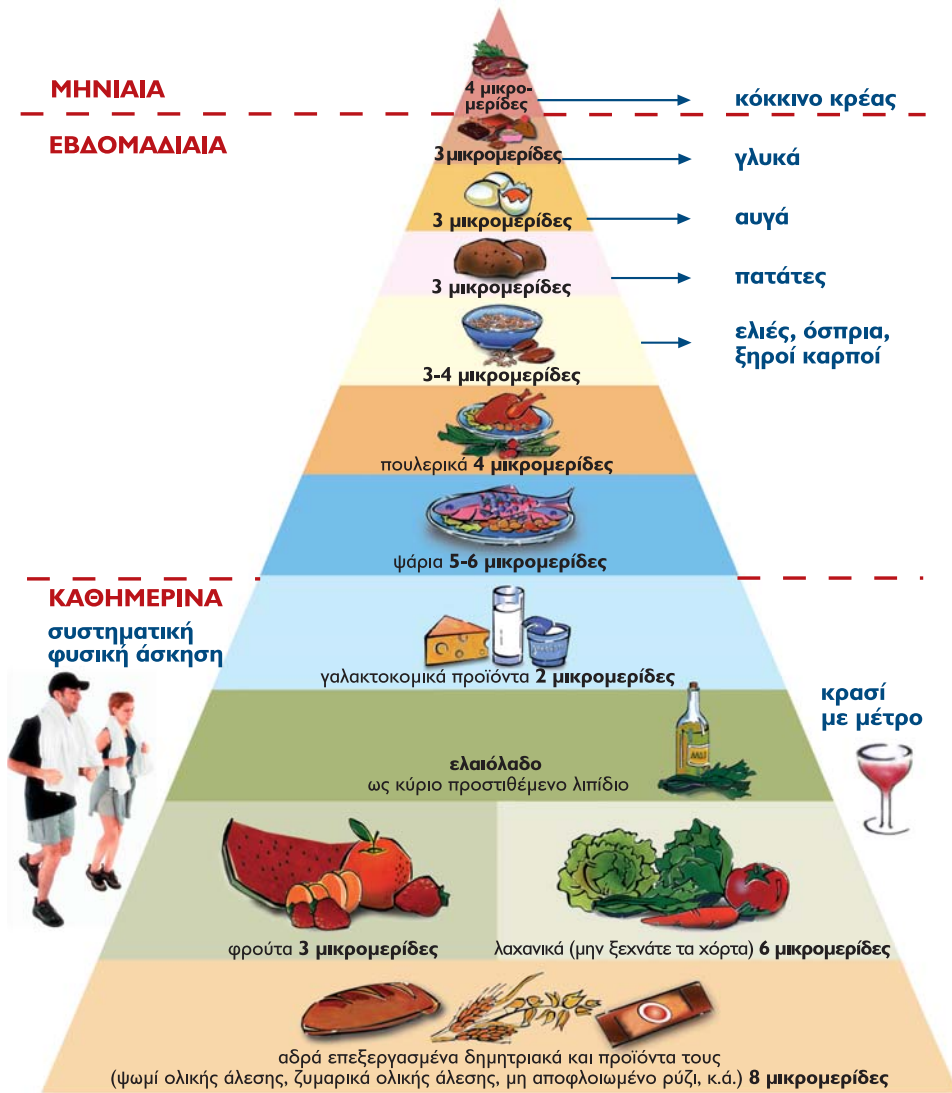 ΜΗΝΙΑΙΑ
4 μικρο-
μερίδες
κόκκινο κρέας
ΕΒΔΟΜΑΔΙΑΙΑ
3 μικρομερίδες
γλυκά
3 μικρομερίδες
αυγά
3 μικρομερίδες
πατάτες
3-4 μικρομερίδες
ελιές, όσπρια,
ξηροί καρποί
πουλερικά 4 μικρομερίδες
ψάρια 5-6 μικρομερίδες
ΚΑΘΗΜΕΡΙΝΑ
συστηματική
φυσική άσκηση
γαλακτοκομικά προϊόντα 2 μικρομερίδες
κρασί
με μέτρο
ελαιόλαδο
ως κύριο προστιθέμενο λιπίδιο
φρούτα 3 μικρομερίδες
λαχανικά (μην ξεχνάτε τα χόρτα) 6 μικρομερίδες
αδρά επεξεργασμένα δημητριακά και προϊόντα τους
(ψωμί ολικής άλεσης, ζυμαρικά ολικής άλεσης, μη αποφλοιωμένο ρύζι, κ.ά.) 8 μικρομερίδες